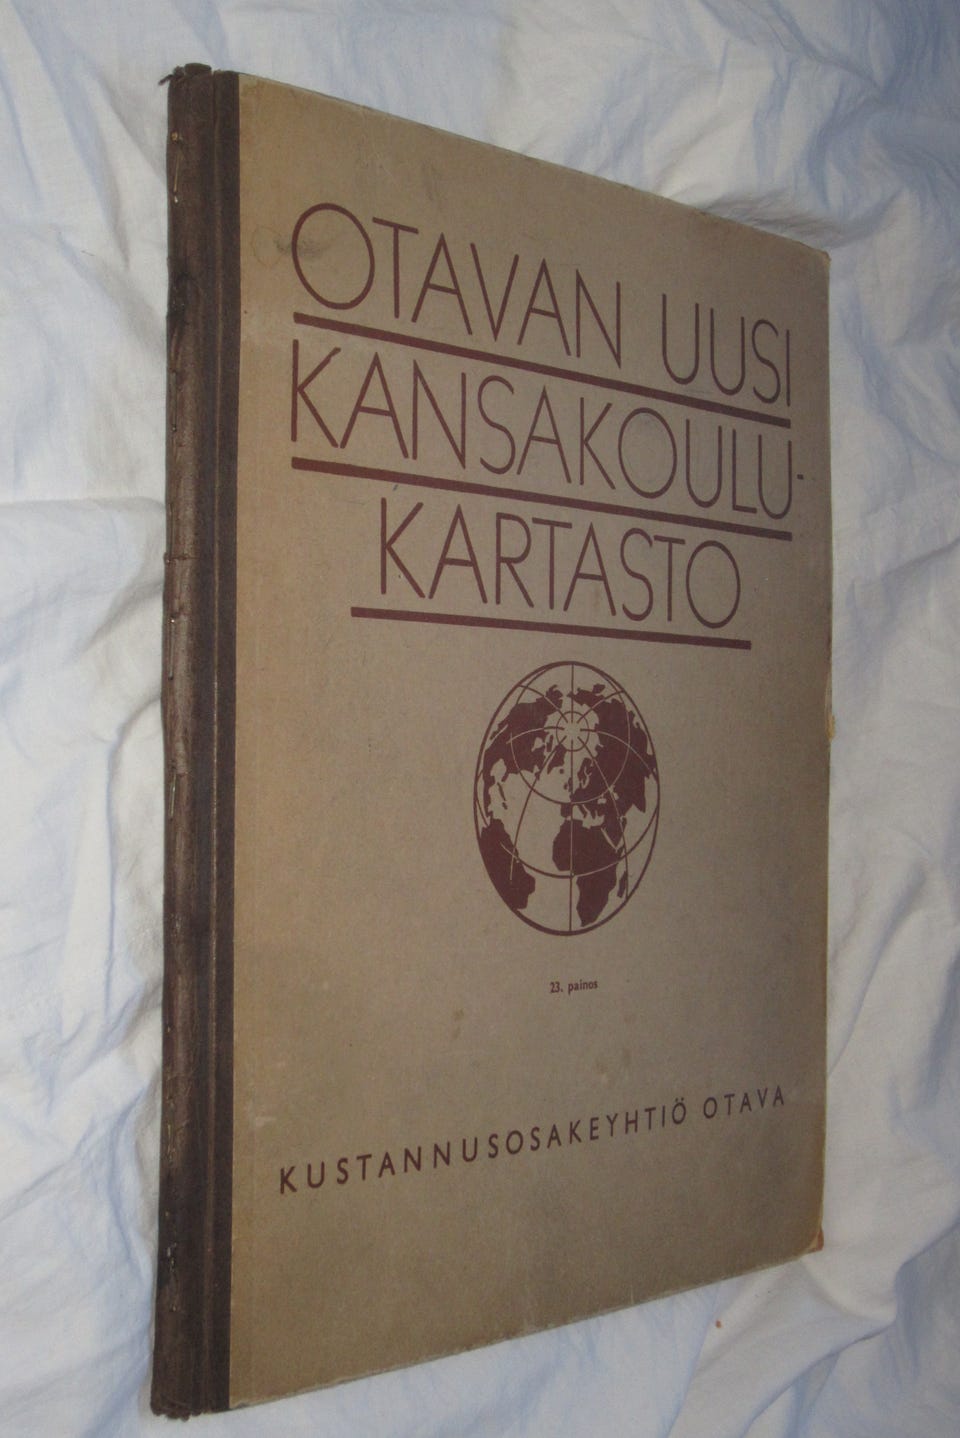 OTAVAN UUSI
KANSAKOULU-
KARTASTO
23. painos
KUSTANNUSOSAKEYHTIÖ OTAVA